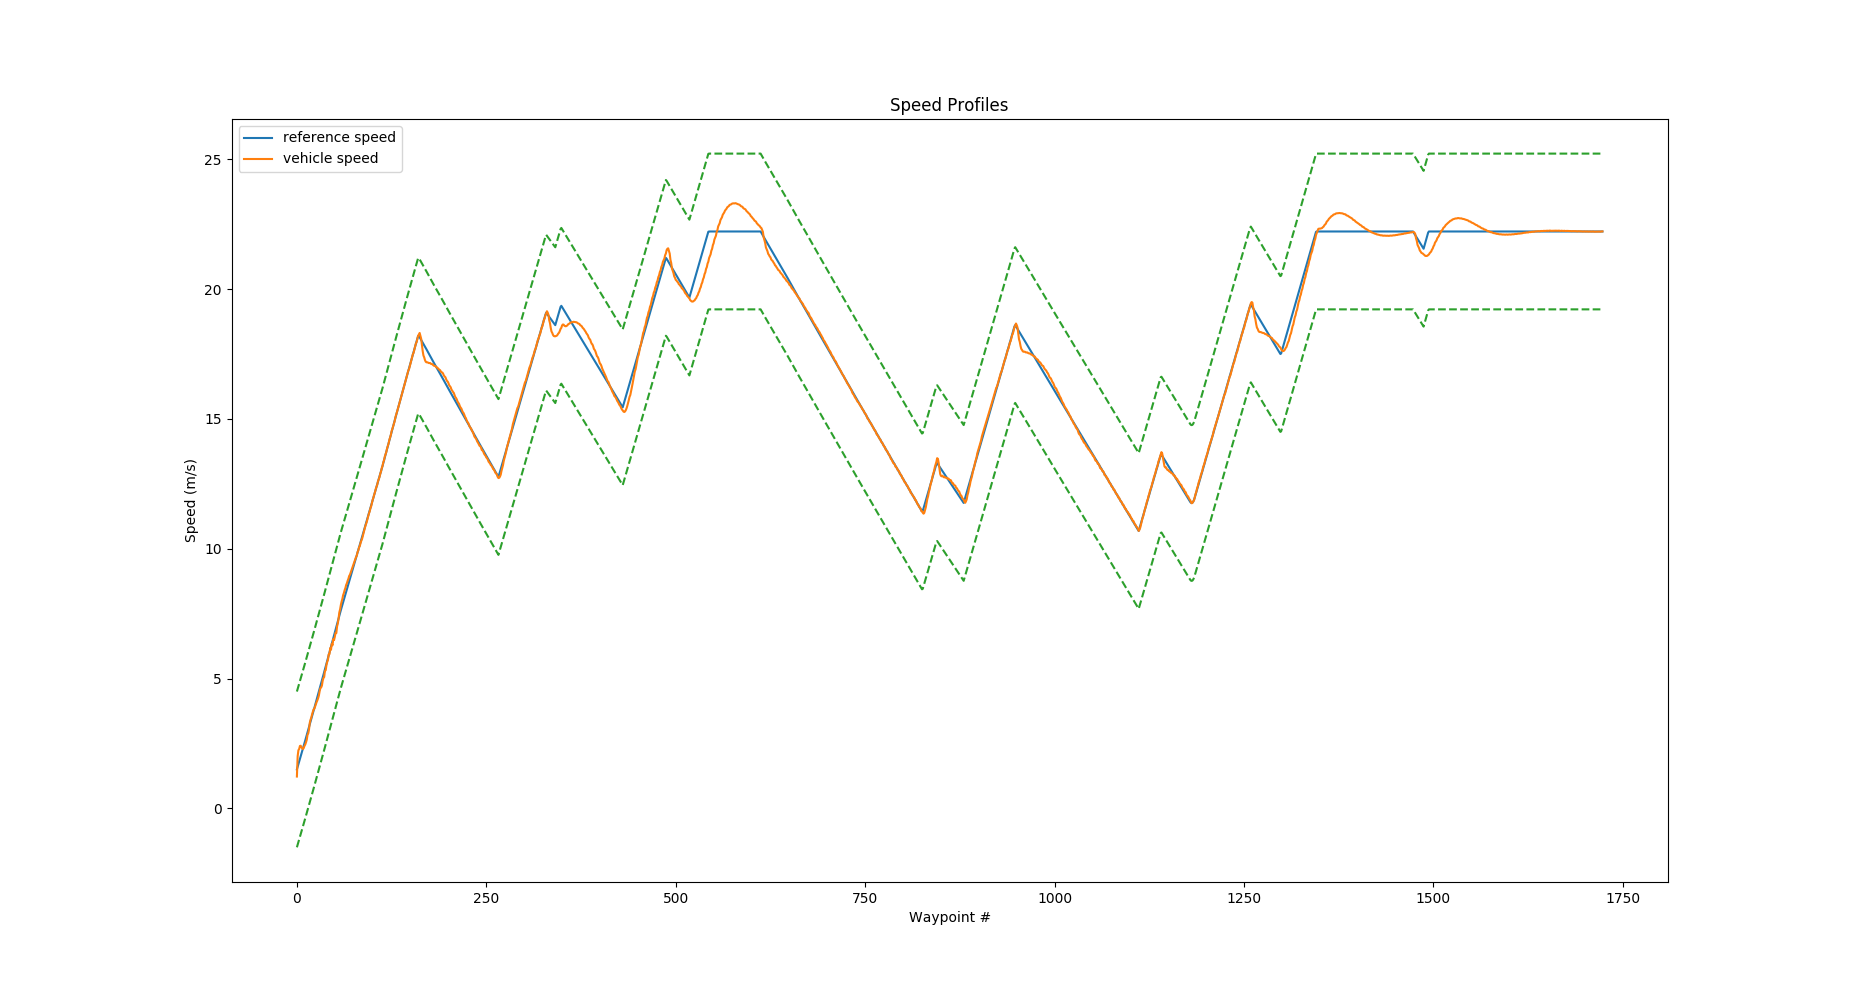 Speed Profiles
reference speed
vehicle speed
25
20
15
10
5
0
Speed (m/s)
0 250 500 750 1000 1250 1500 1750
Waypoint #